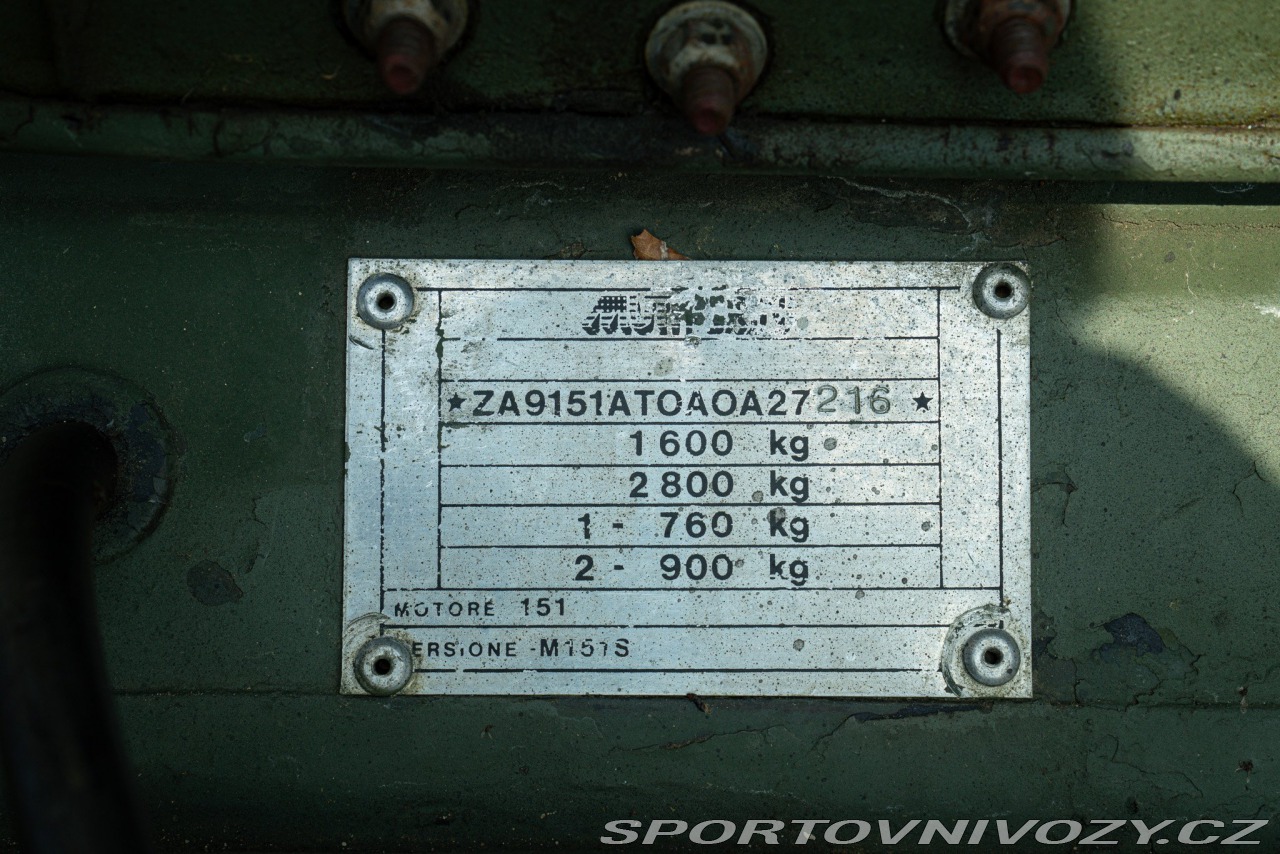 ★ZA9151ATOAOA27216 ★
1600 kg
2800 kg
1 - 760 kg
2 - 900 kg
MOTORE 151
ERSIONE - M151S
SPORTOVNIVOZY.CZ